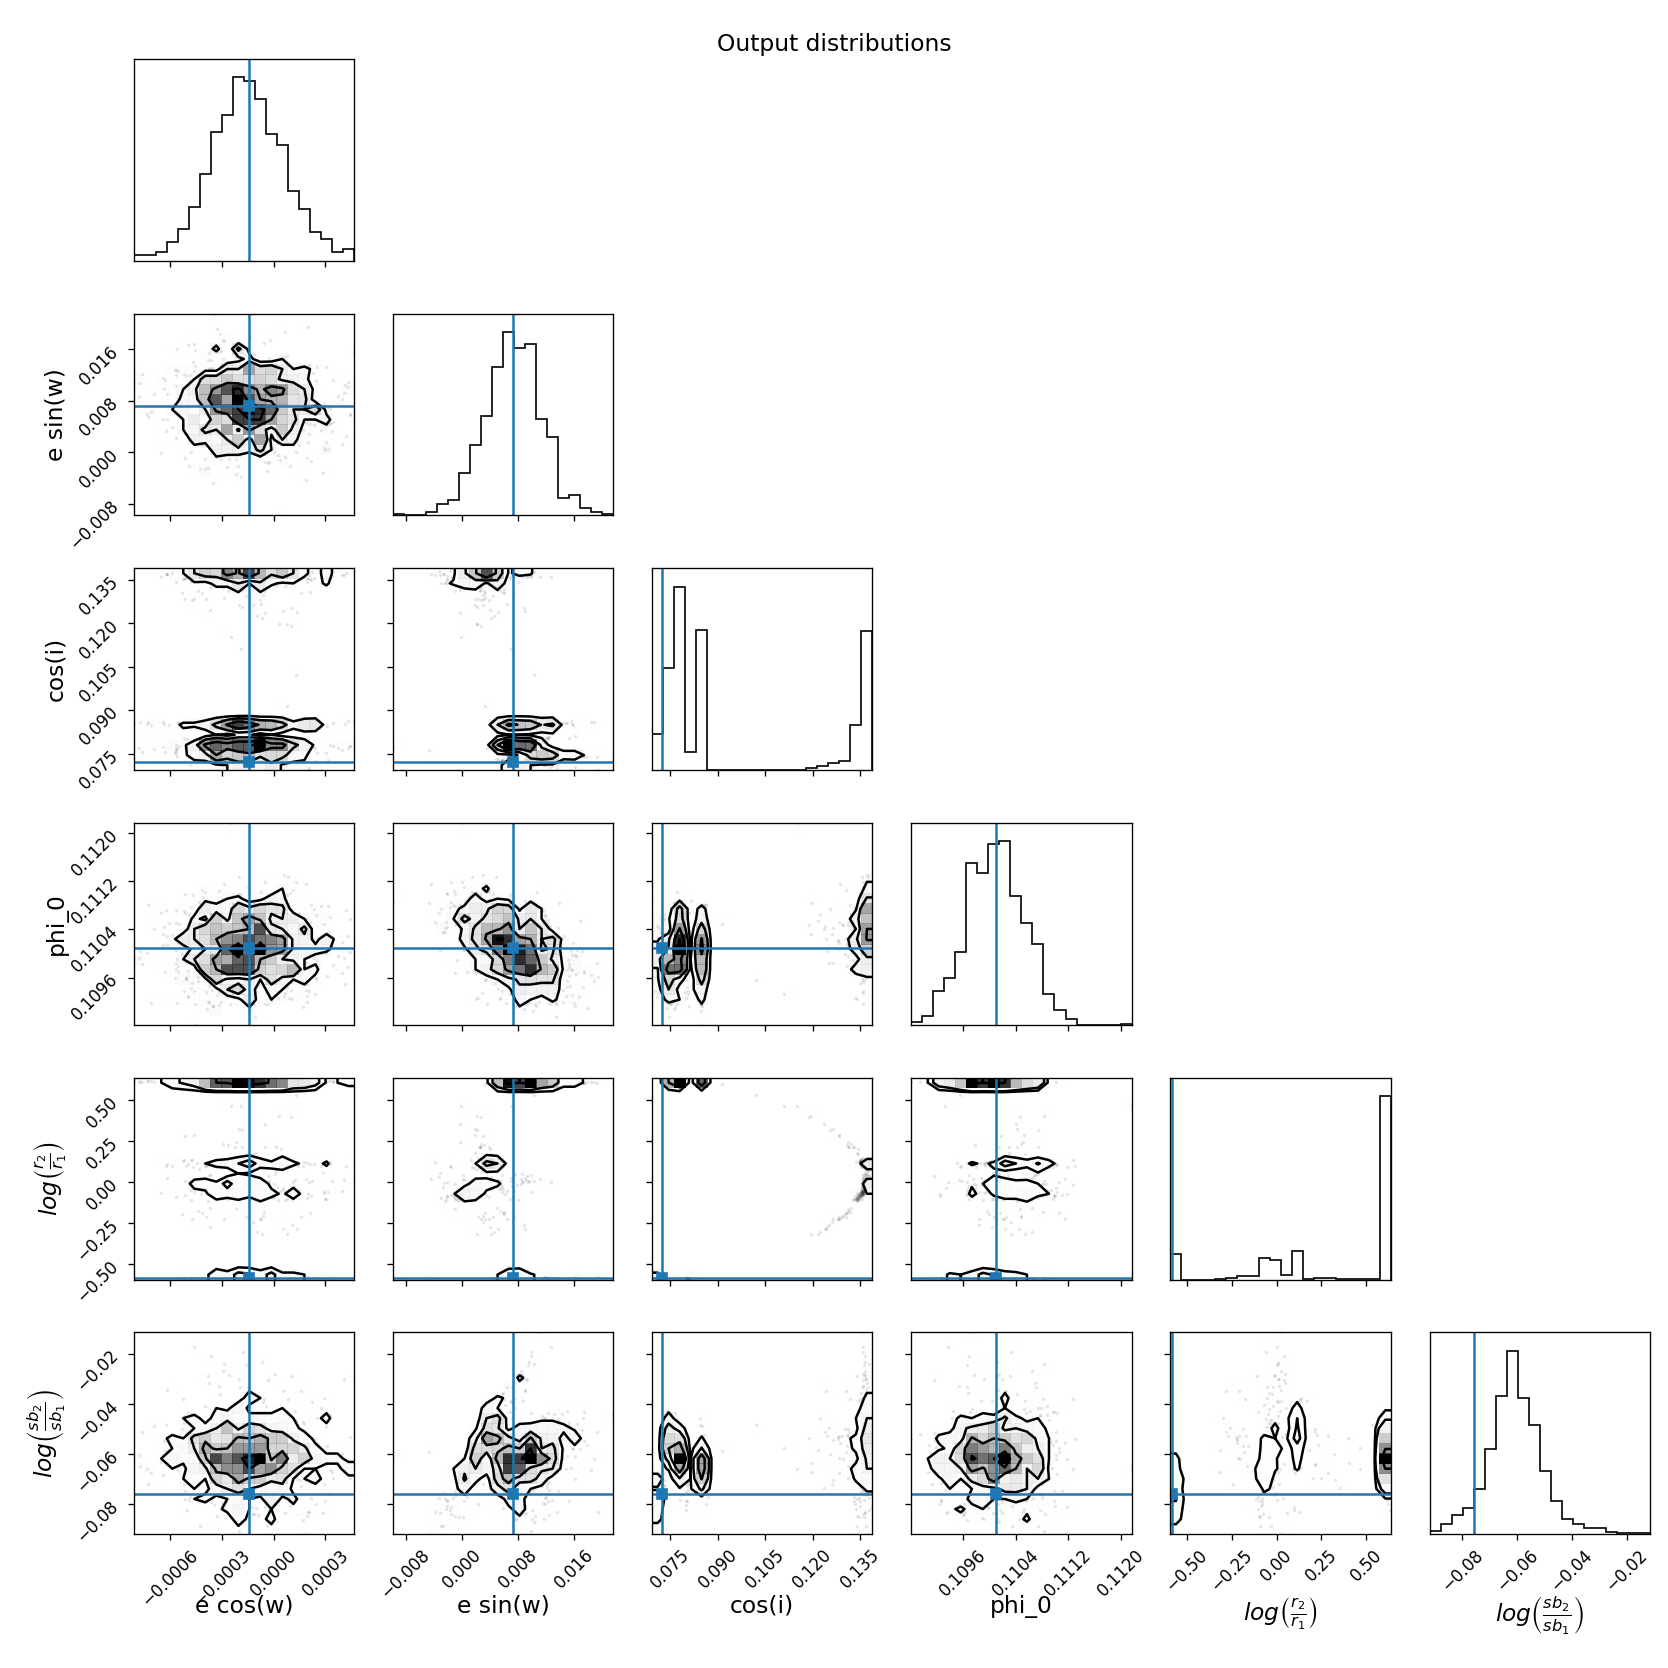 Output distributions
e sin(w)
0.016
0.008
0.000
−0.008
cos(i)
0.135
0.120
0.105
0.090
0.075
phi_0
0.1120
0.1112
0.1104
0.1096
log(r₂/r₁)
0.50
0.25
0.00
−0.25
−0.50
log(sb₂/sb₁)
−0.02
−0.04
−0.06
−0.08
−0.0006 −0.0003 0.0000 0.0003
e cos(w)
−0.008 0.000 0.008 0.016
e sin(w)
0.075 0.090 0.105 0.120 0.135
cos(i)
0.1096 0.1104 0.1112 0.1120
phi_0
−0.50 −0.25 0.00 0.25 0.50
log(r₂/r₁)
−0.08 −0.06 −0.04 −0.02
log(sb₂/sb₁)